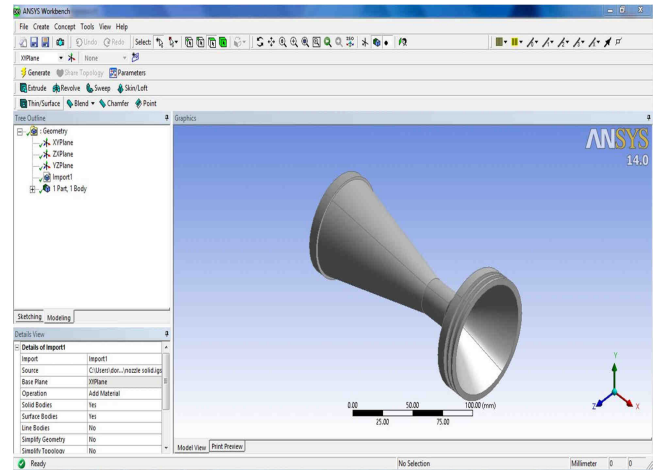 ANSYS Workbench
File Create Concept Tools View Help
Undo Redo Select:
XYPlane None
Generate Share Topology Parameters
Extrude Revolve Sweep Skin/Loft
Thin/Surface Blend Chamfer Point
Tree Outline
: Geometry
XYPlane
ZXPlane
YZPlane
Import1
1 Part, 1 Body
Sketching Modeling
Details View
Details of Import1
Import Import1
Source C:\Users\dor...\nozzle solid.igs
Base Plane XYPlane
Operation Add Material
Solid Bodies Yes
Surface Bodies Yes
Line Bodies No
Simplify Geometry No
Simplify Topology No
Graphics
ANSYS
14.0
0.00 50.00 100.00 (mm)
25.00 75.00
Y
Z X
Model View Print Preview
Ready No Selection Millimeter 0 0